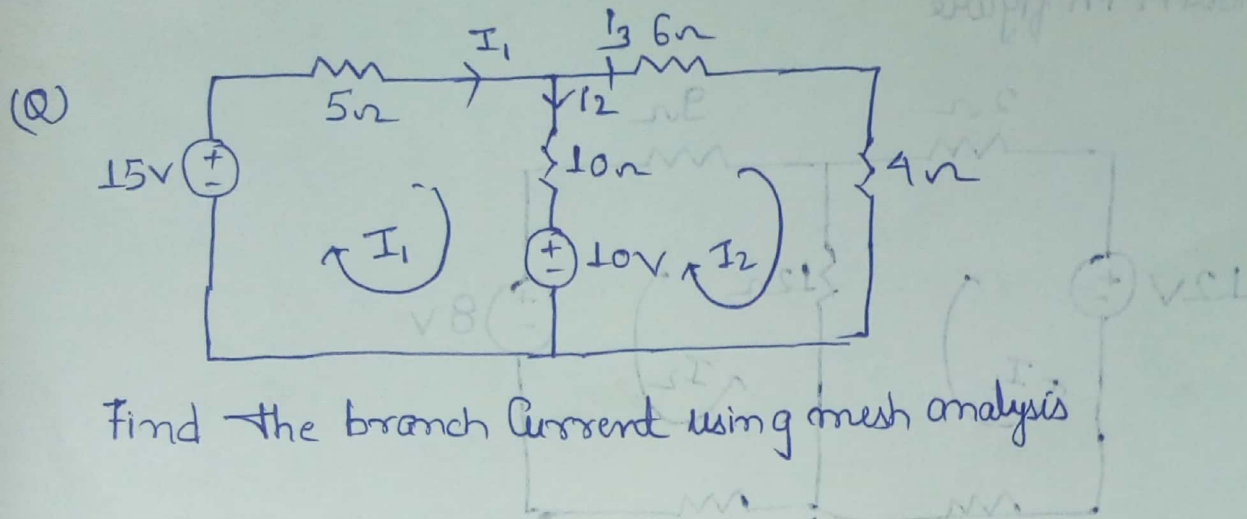 I₁ I₃ 6Ω
(Q) 5Ω I₂
15V + - 10Ω 4Ω
I₁ + - 10V I₂
Find the branch Current using mesh analysis